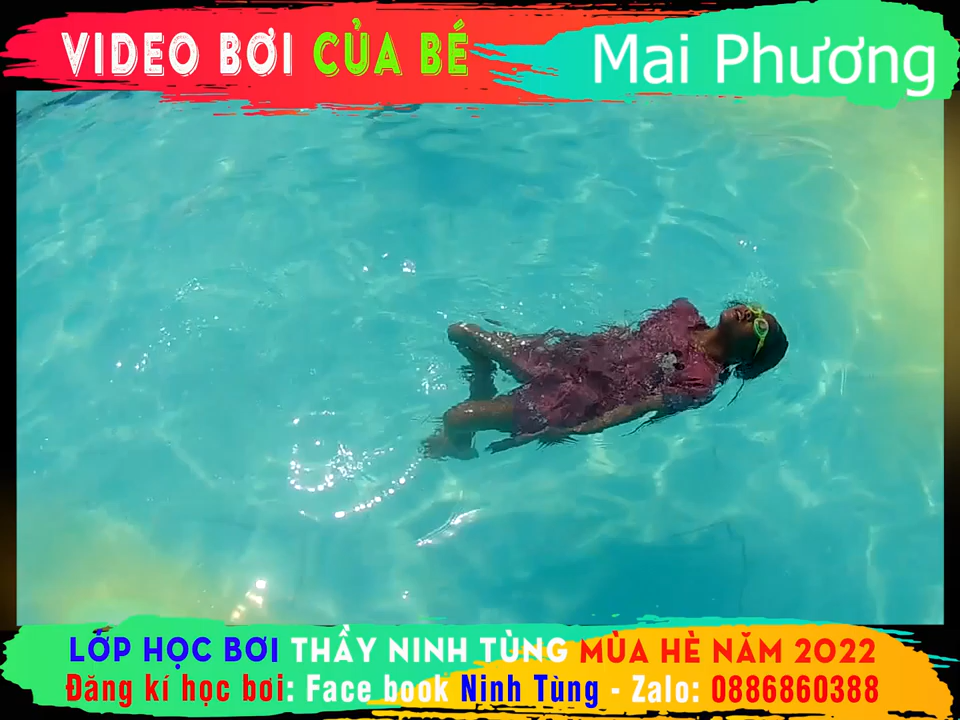 VIDEO BƠI CỦA BÉ
Mai Phương
LỚP HỌC BƠI THẦY NINH TÙNG MÙA HÈ NĂM 2022
Đăng kí học bơi: Face book Ninh Tùng - Zalo: 0886860388